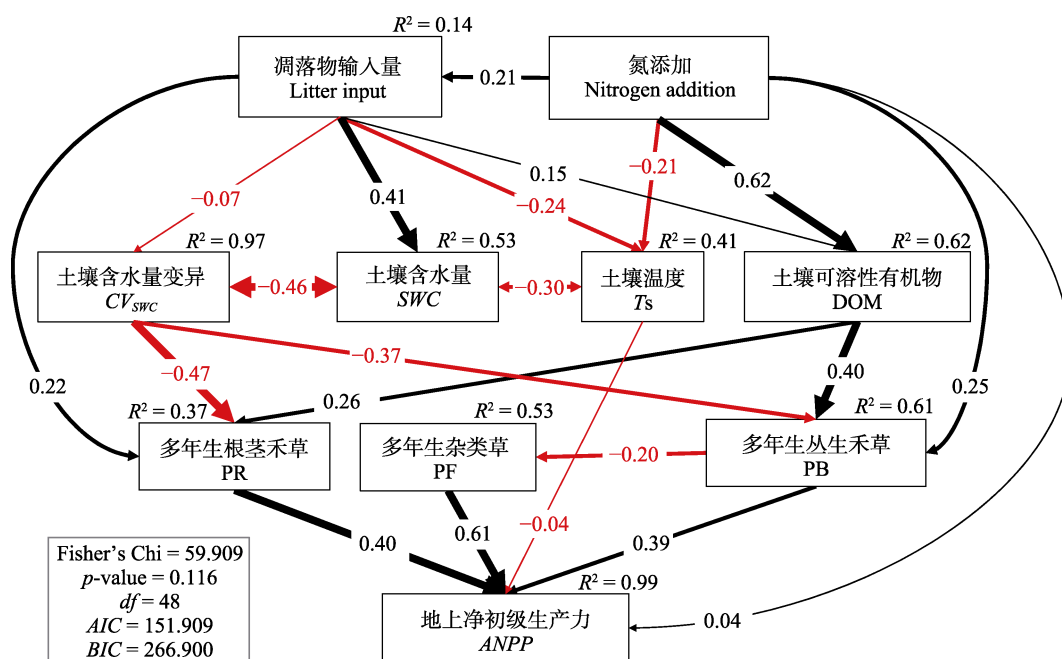 R² = 0.14
凋落物输入量
Litter input
0.21
氮添加
Nitrogen addition
−0.07
0.41
−0.24
0.15
−0.21
0.62
R² = 0.97
R² = 0.53
R² = 0.41
R² = 0.62
土壤含水量变异
CV_SWC
−0.46
土壤含水量
SWC
−0.30
土壤温度
Ts
土壤可溶性有机物
DOM
0.22
−0.47
−0.37
0.26
0.40
0.25
R² = 0.37
R² = 0.53
R² = 0.61
多年生根茎禾草
PR
多年生杂类草
PF
−0.20
多年生丛生禾草
PB
0.40
0.61
−0.04
0.39
0.04
R² = 0.99
地上净初级生产力
ANPP
Fisher’s Chi = 59.909
p-value = 0.116
df = 48
AIC = 151.909
BIC = 266.900